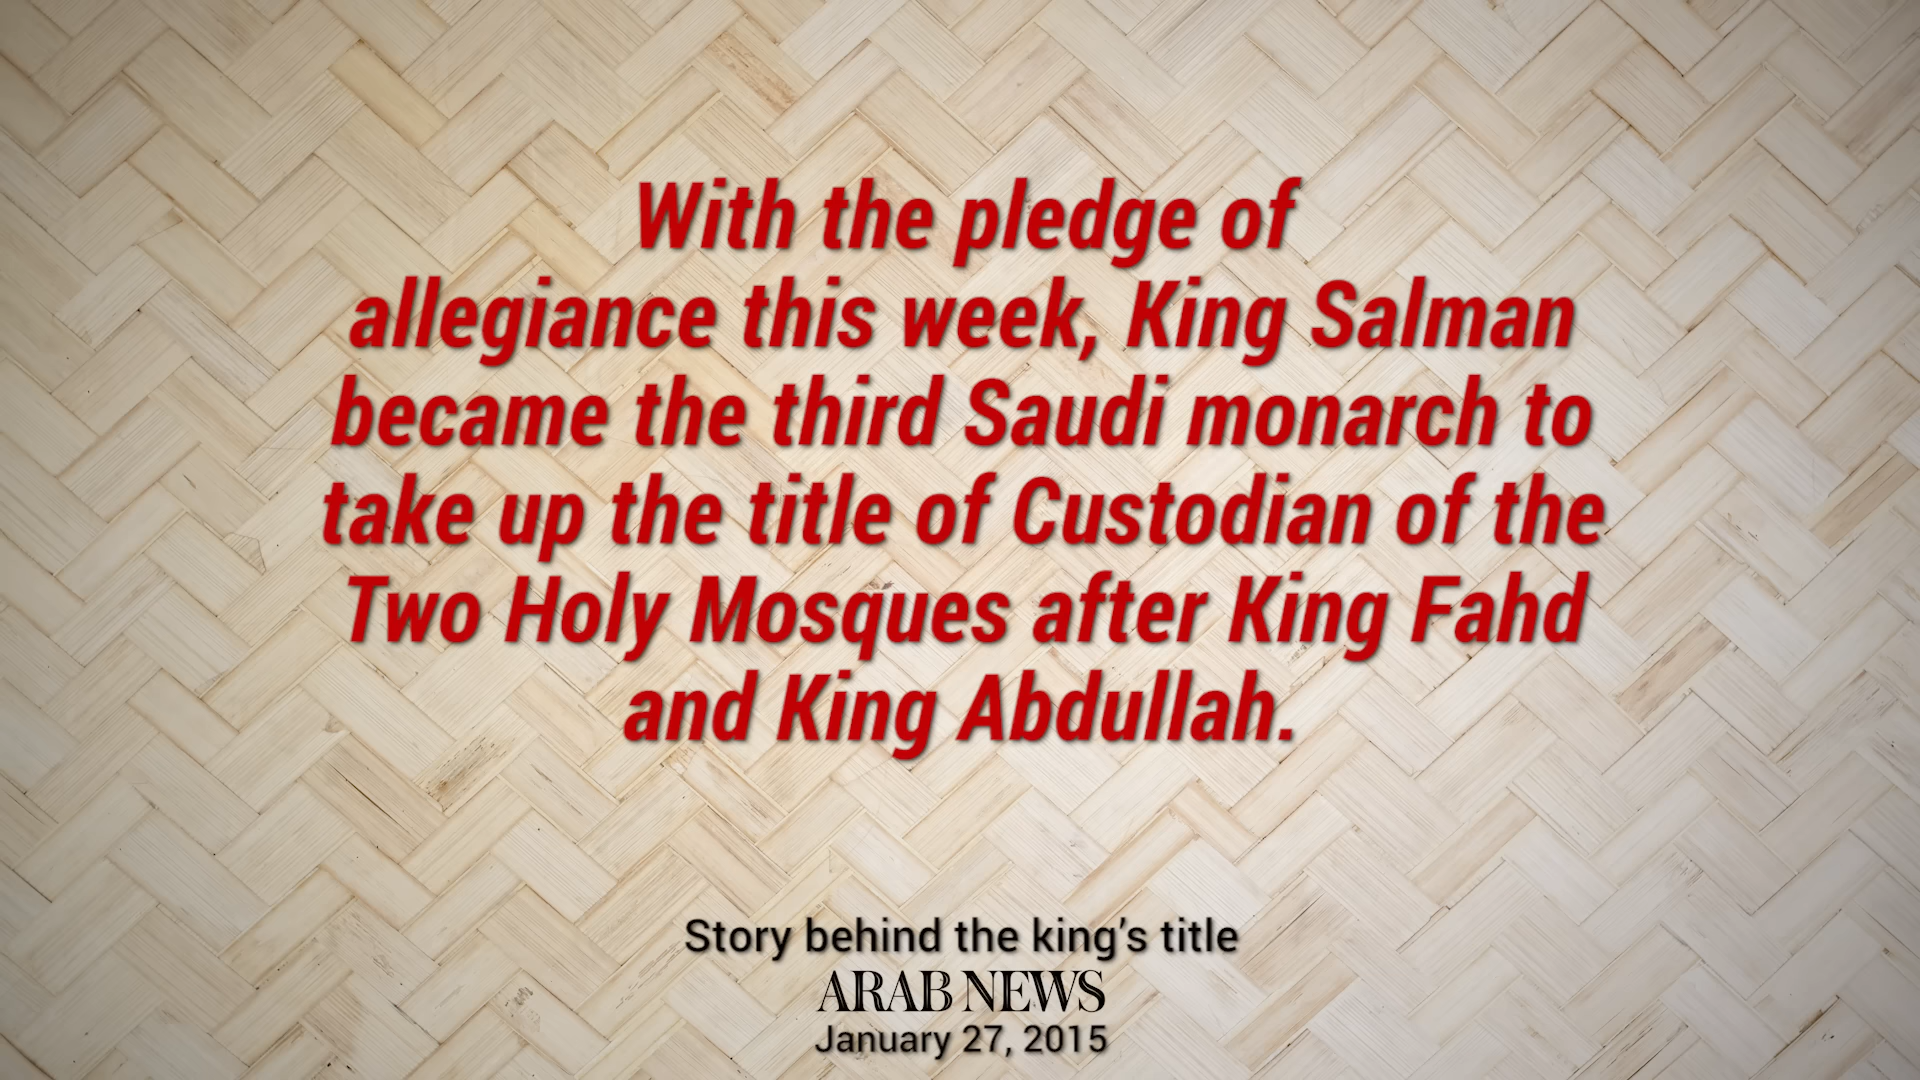 With the pledge of
allegiance this week, King Salman
became the third Saudi monarch to
take up the title of Custodian of the
Two Holy Mosques after King Fahd
and King Abdullah.
Story behind the king’s title
ARAB NEWS
January 27, 2015